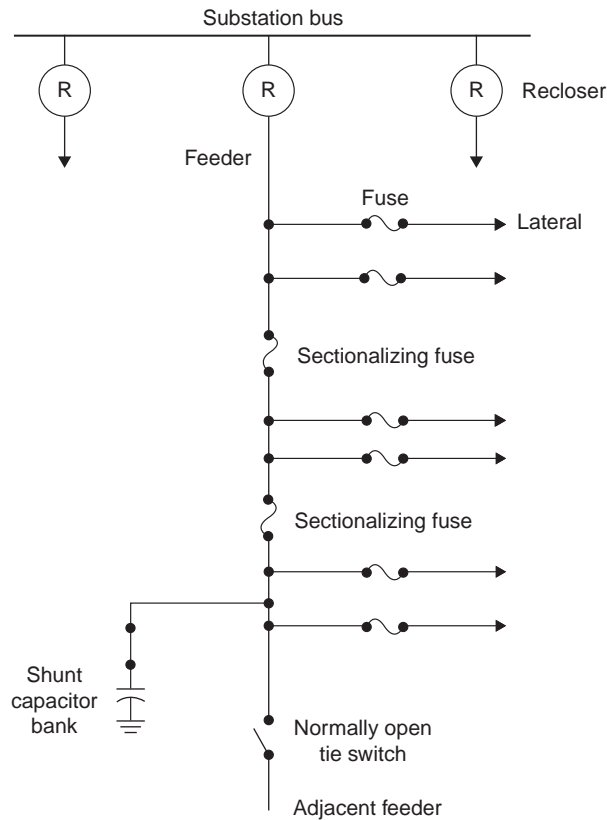 Substation bus
R
R
R
Recloser
Feeder
Fuse
Lateral
Sectionalizing fuse
Sectionalizing fuse
Shunt
capacitor
bank
Normally open
tie switch
Adjacent feeder